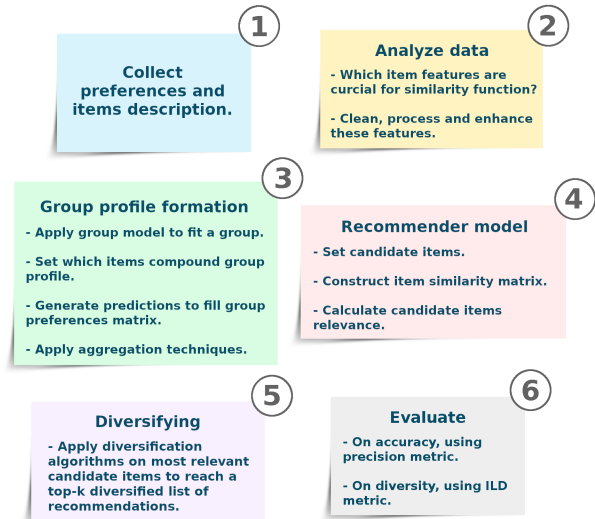 1
Collect
preferences and
items description.
2
Analyze data
- Which item features are
curcial for similarity function?
- Clean, process and enhance
these features.
3
Group profile formation
- Apply group model to fit a group.
- Set which items compound group
profile.
- Generate predictions to fill group
preferences matrix.
- Apply aggregation techniques.
4
Recommender model
- Set candidate items.
- Construct item similarity matrix.
- Calculate candidate items
relevance.
5
Diversifying
- Apply diversification
algorithms on most relevant
candidate items to reach a
top-k diversified list of
recommendations.
6
Evaluate
- On accuracy, using
precision metric.
- On diversity, using ILD
metric.